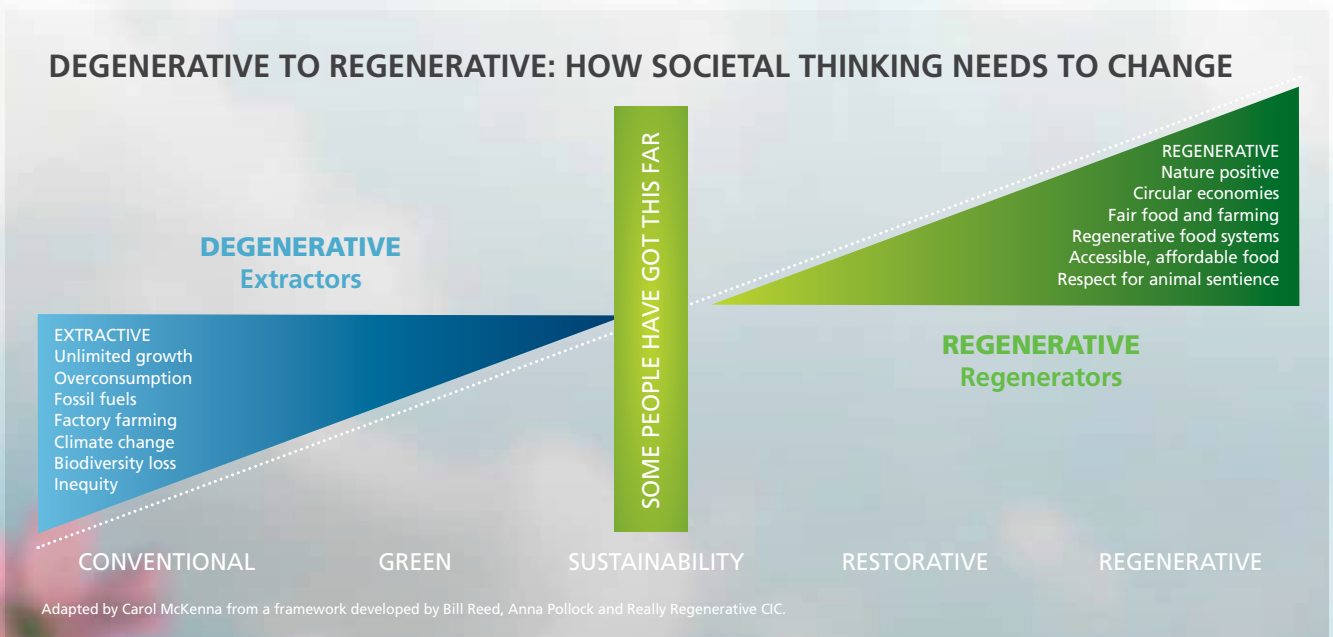 DEGENERATIVE TO REGENERATIVE: HOW SOCIETAL THINKING NEEDS TO CHANGE
DEGENERATIVE
Extractors
EXTRACTIVE
Unlimited growth
Overconsumption
Fossil fuels
Factory farming
Climate change
Biodiversity loss
Inequity
SOME PEOPLE HAVE GOT THIS FAR
REGENERATIVE
Nature positive
Circular economies
Fair food and farming
Regenerative food systems
Accessible, affordable food
Respect for animal sentience
REGENERATIVE
Regenerators
CONVENTIONAL GREEN SUSTAINABILITY RESTORATIVE REGENERATIVE
Adapted by Carol McKenna from a framework developed by Bill Reed, Anna Pollock and Really Regenerative CIC.